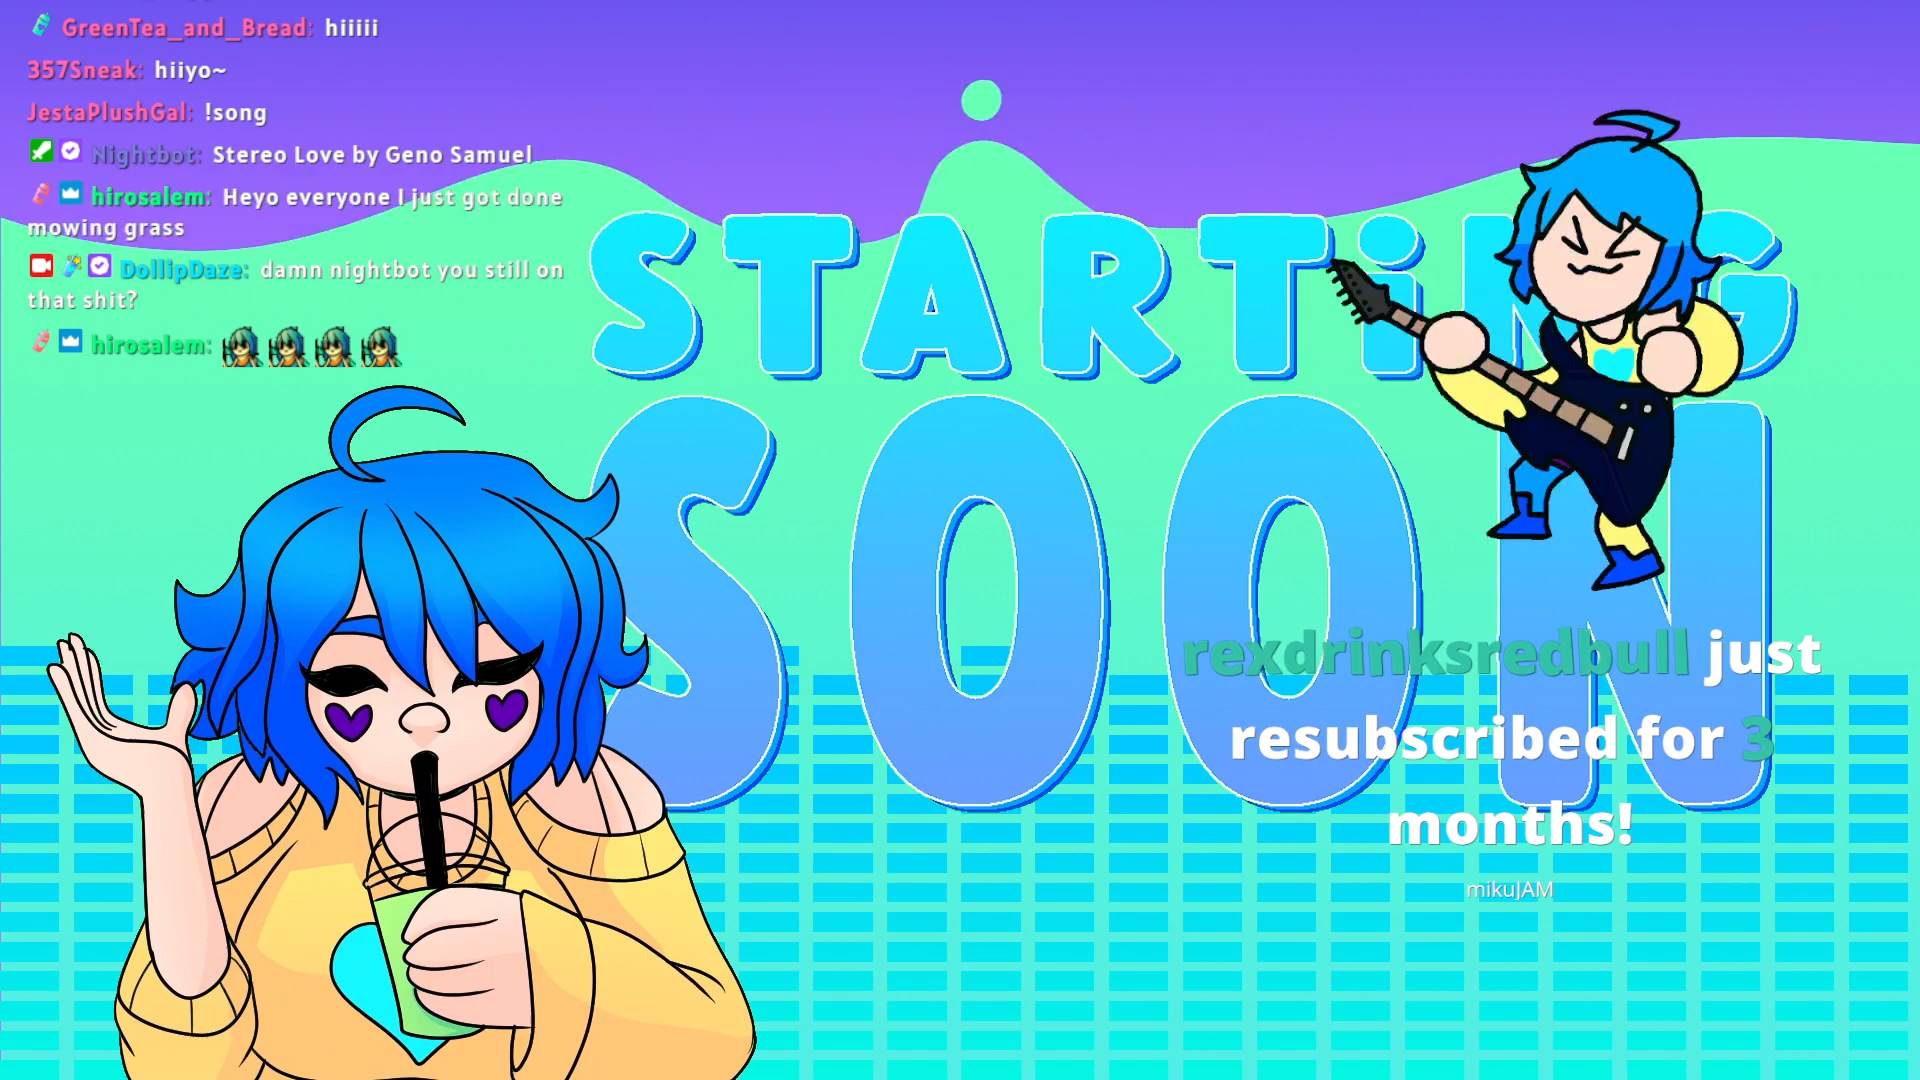 GreenTea_and_Bread: hiiiii
357Sneak: hiiyo~
JestaPlushGal: !song
Nightbot: Stereo Love by Geno Samuel
hirosalem: Heyo everyone I just got done
mowing grass
DollipDaze: damn nightbot you still on
that shit?
hirosalem:
STARTiNG
SOON
rexdrinksredbull just
resubscribed for 3
months!
mikuJAM